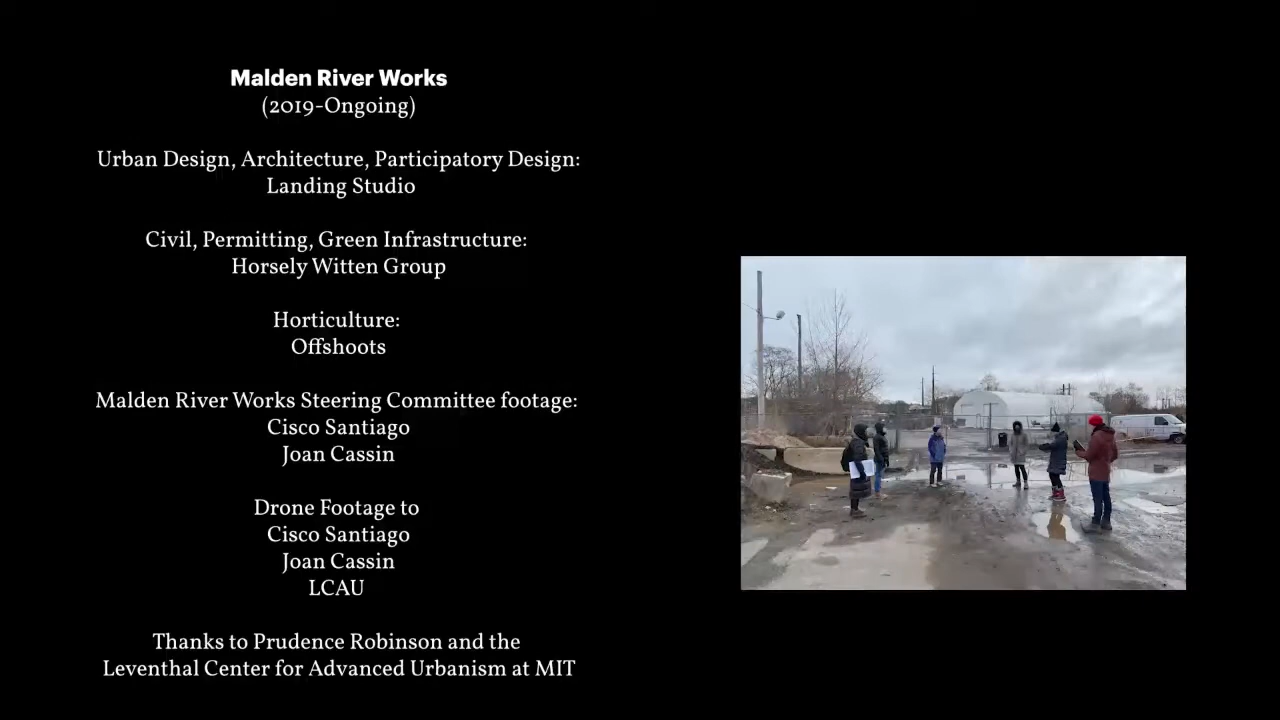 Malden River Works
(2019-Ongoing)
Urban Design, Architecture, Participatory Design:
Landing Studio
Civil, Permitting, Green Infrastructure:
Horsely Witten Group
Horticulture:
Offshoots
Malden River Works Steering Committee footage:
Cisco Santiago
Joan Cassin
Drone Footage to
Cisco Santiago
Joan Cassin
LCAU
Thanks to Prudence Robinson and the
Leventhal Center for Advanced Urbanism at MIT